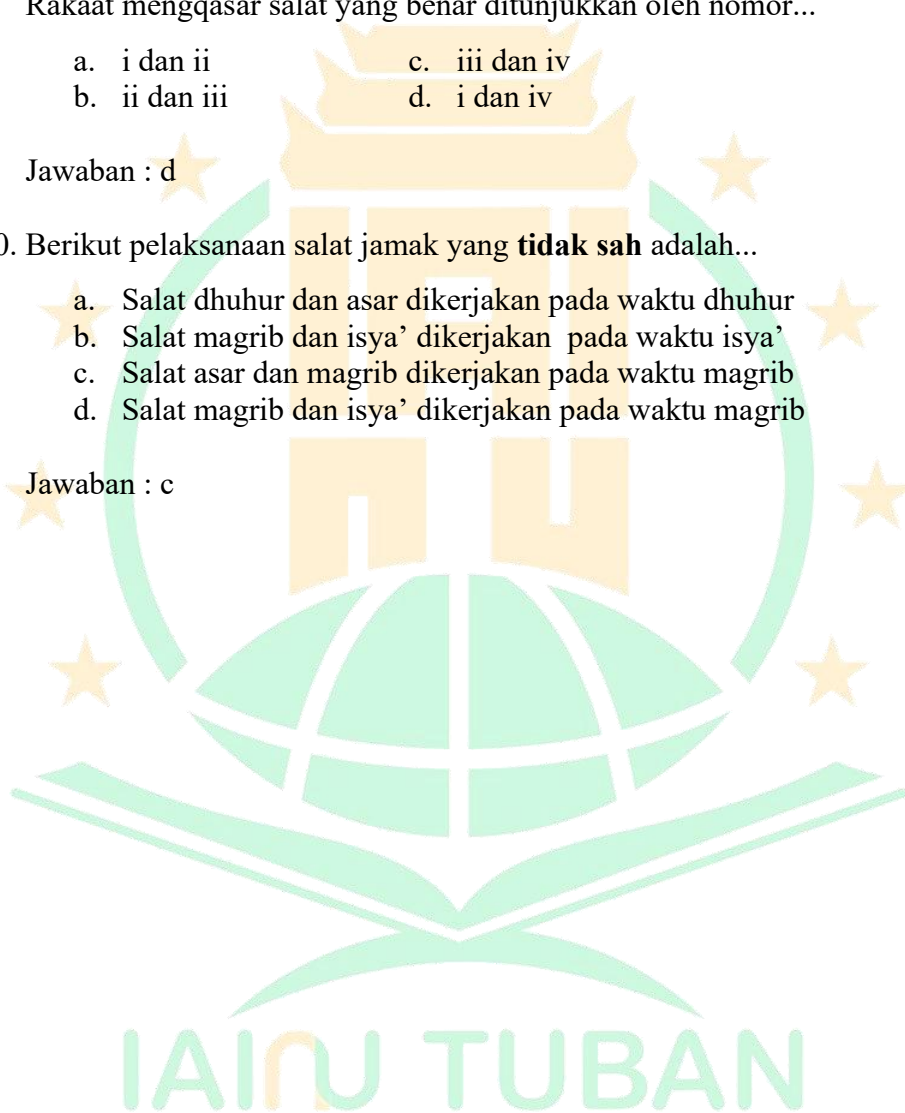 Rakaat mengqasar salat yang benar ditunjukkan oleh nomor...
a. i dan ii c. iii dan iv
b. ii dan iii d. i dan iv
Jawaban : d
0. Berikut pelaksanaan salat jamak yang tidak sah adalah...
a. Salat dhuhur dan asar dikerjakan pada waktu dhuhur
b. Salat magrib dan isya’ dikerjakan pada waktu isya’
c. Salat asar dan magrib dikerjakan pada waktu magrib
d. Salat magrib dan isya’ dikerjakan pada waktu magrib
Jawaban : c
IAINU TUBAN